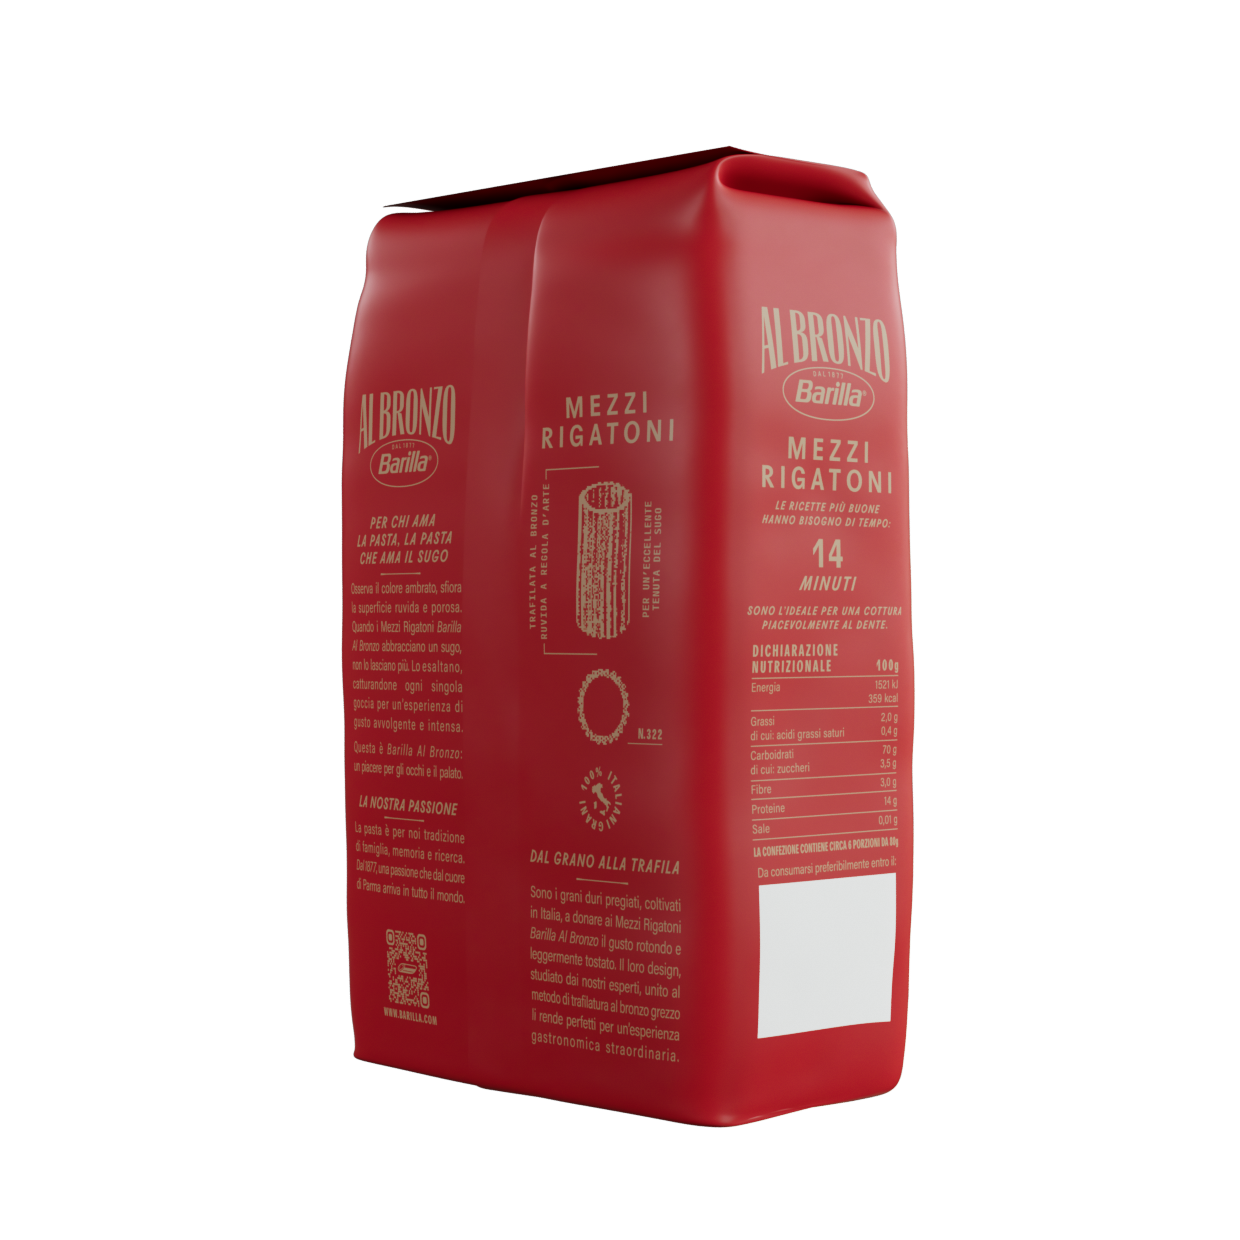 AL BRONZO
DAL 1877
Barilla
PER CHI AMA
LA PASTA, LA PASTA
CHE AMA IL SUGO
Osserva il colore ambrato, sfiora
la superficie ruvida e porosa.
Quando i Mezzi Rigatoni Barilla
Al Bronzo abbracciano un sugo,
non lo lasciano più. Lo esaltano,
catturandone ogni singola
goccia per un'esperienza di
gusto avvolgente e intensa.
Questa è Barilla Al Bronzo:
un piacere per gli occhi e il palato.
LA NOSTRA PASSIONE
La pasta è per noi tradizione
di famiglia, memoria e ricerca.
Dal 1877, una passione che dal cuore
di Parma arriva in tutto il mondo.
WWW.BARILLA.COM
MEZZI
RIGATONI
TRAFILATA AL BRONZO
RUVIDA A REGOLA D'ARTE
PER UN'ECCELLENTE
TENUTA DEL SUGO
N.322
100% ITALIANI GRANI
DAL GRANO ALLA TRAFILA
Sono i grani duri pregiati, coltivati
in Italia, a donare ai Mezzi Rigatoni
Barilla Al Bronzo il gusto rotondo e
leggermente tostato. Il loro design,
studiato dai nostri esperti, unito al
metodo di trafilatura al bronzo grezzo
li rende perfetti per un'esperienza
gastronomica straordinaria.
AL BRONZO
DAL 1877
Barilla
MEZZI
RIGATONI
LE RICETTE PIÙ BUONE
HANNO BISOGNO DI TEMPO:
14
MINUTI
SONO L'IDEALE PER UNA COTTURA
PIACEVOLMENTE AL DENTE.
DICHIARAZIONE
NUTRIZIONALE 100g
Energia 1521 kJ
359 kcal
Grassi 2,0 g
di cui: acidi grassi saturi 0,4 g
Carboidrati 70 g
di cui: zuccheri 3,5 g
Fibre 3,0 g
Proteine 14 g
Sale 0,01 g
LA CONFEZIONE CONTIENE CIRCA 6 PORZIONI DA 80g
Da consumarsi preferibilmente entro il: